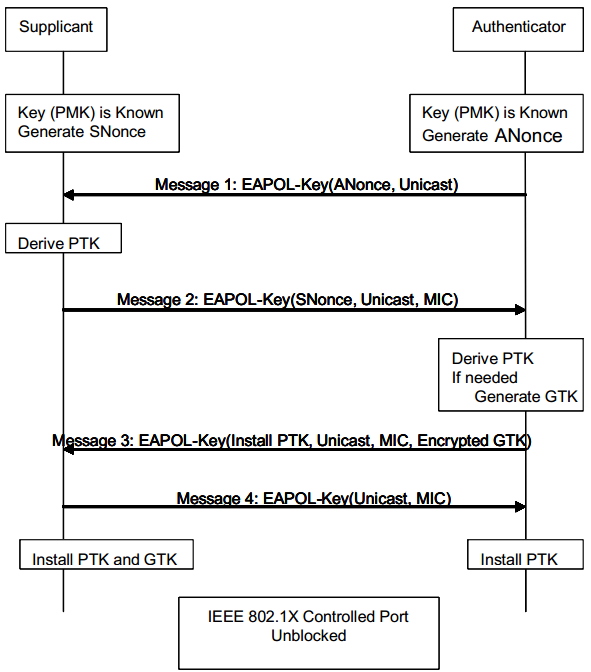 Supplicant
Authenticator
Key (PMK) is Known
Generate SNonce
Key (PMK) is Known
Generate ANonce
Message 1: EAPOL-Key(ANonce, Unicast)
Derive PTK
Message 2: EAPOL-Key(SNonce, Unicast, MIC)
Derive PTK
If needed
Generate GTK
Message 3: EAPOL-Key(Install PTK, Unicast, MIC, Encrypted GTK)
Message 4: EAPOL-Key(Unicast, MIC)
Install PTK and GTK
Install PTK
IEEE 802.1X Controlled Port
Unblocked